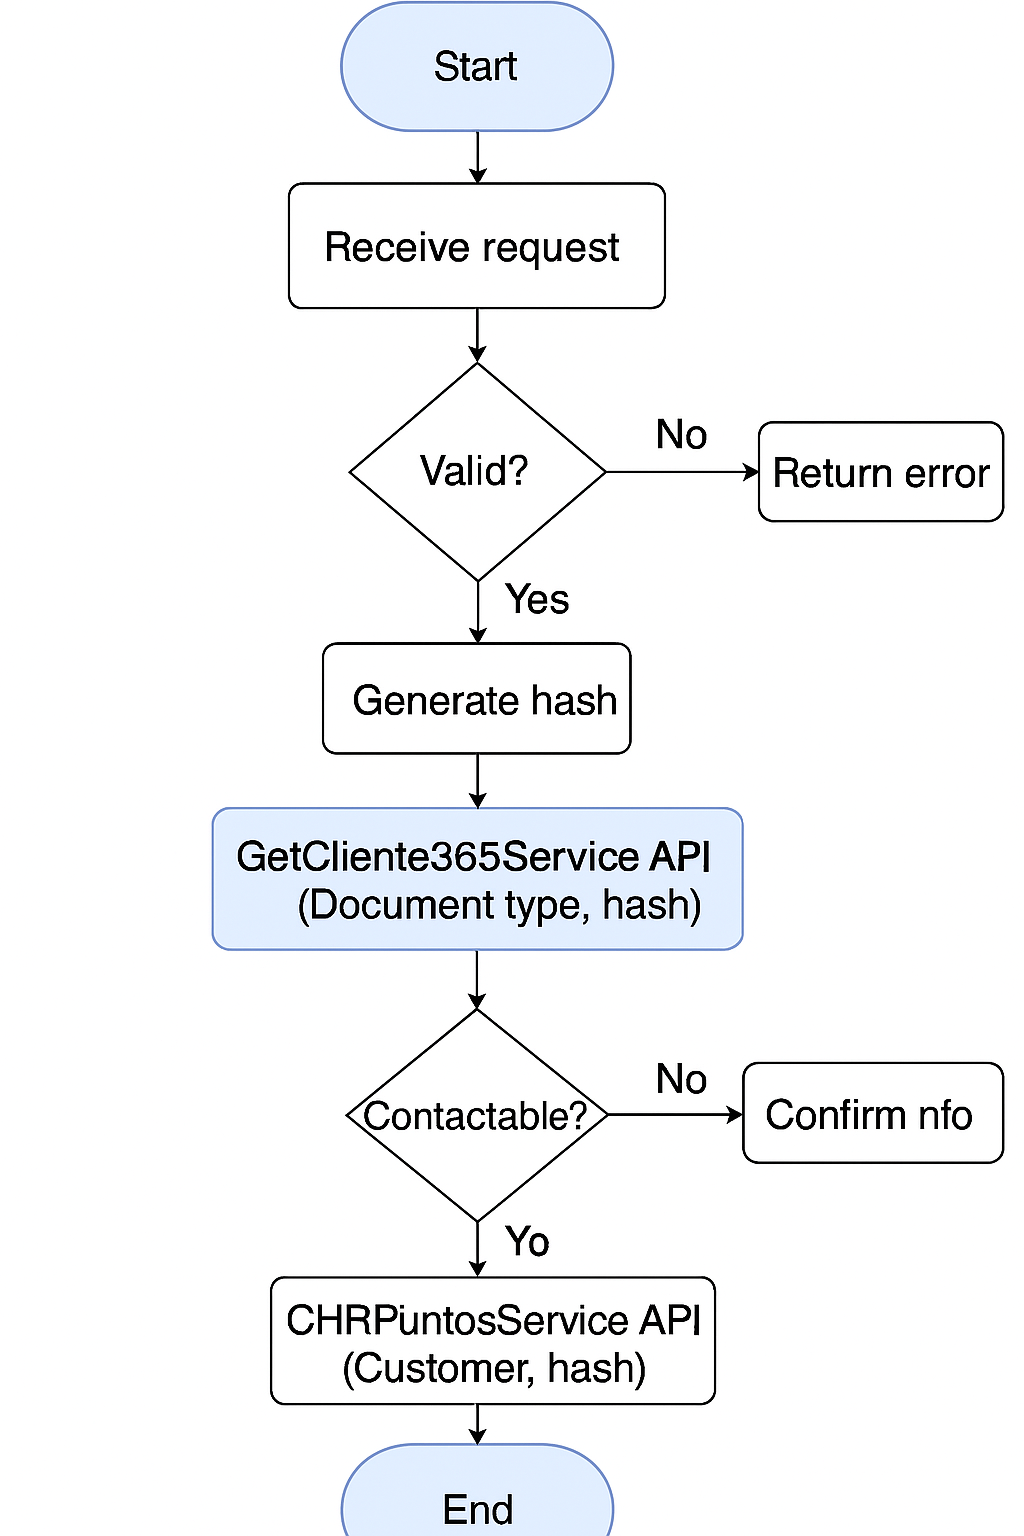 Start
Receive request
Valid?
No
Return error
Yes
Generate hash
GetCliente365Service API
(Document type, hash)
Contactable?
No
Confirm nfo
Yo
CHRPuntosService API
(Customer, hash)
End